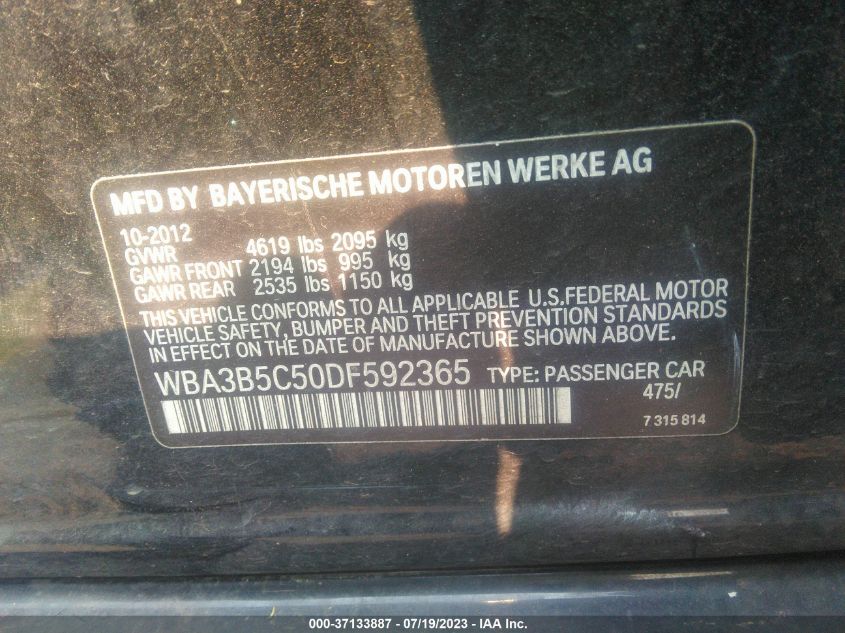 MFD BY BAYERISCHE MOTOREN WERKE AG
10-2012
GVWR 4619 lbs 2095 kg
GAWR FRONT 2194 lbs 995 kg
GAWR REAR 2535 lbs 1150 kg
THIS VEHICLE CONFORMS TO ALL APPLICABLE U.S.FEDERAL MOTOR
VEHICLE SAFETY, BUMPER AND THEFT PREVENTION STANDARDS
IN EFFECT ON THE DATE OF MANUFACTURE SHOWN ABOVE.
WBA3B5C50DF592365 TYPE: PASSENGER CAR
475/
7 315 814
000-37133887 - 07/19/2023 - IAA Inc.